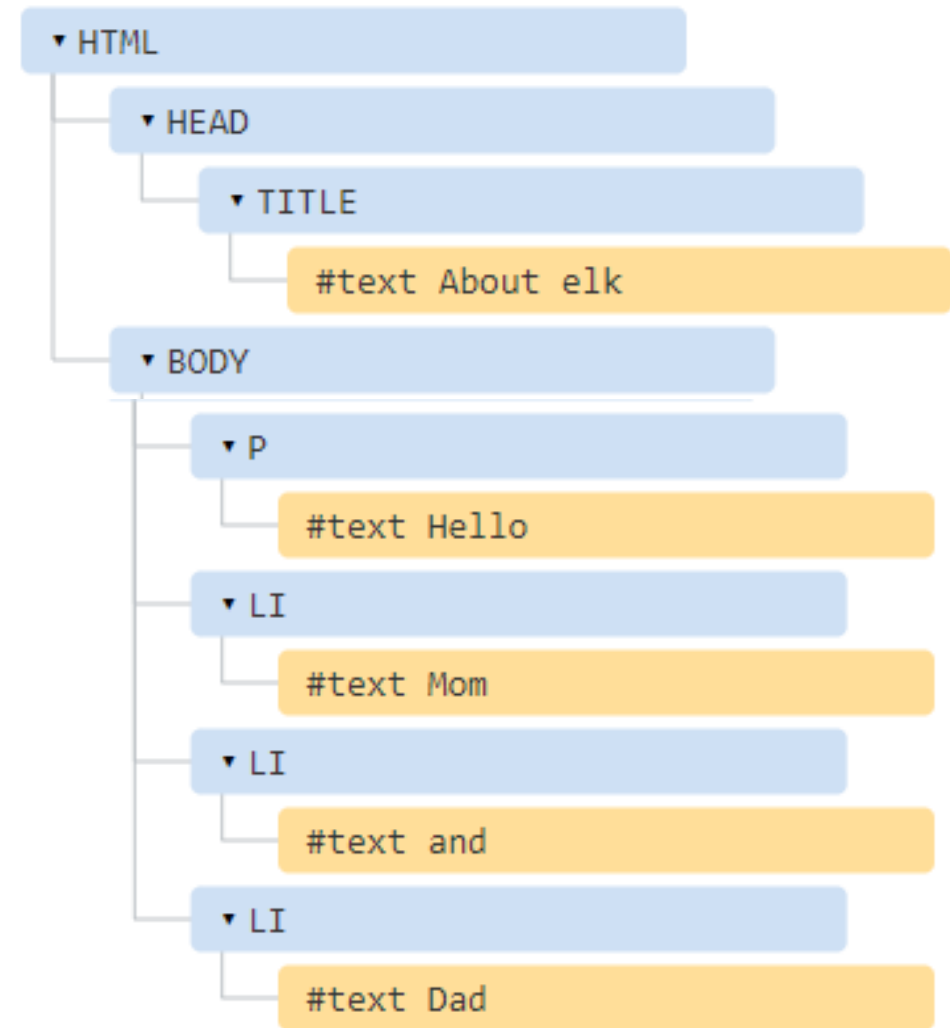 ▾ HTML
▾ HEAD
▾ TITLE
#text About elk
▾ BODY
▾ P
#text Hello
▾ LI
#text Mom
▾ LI
#text and
▾ LI
#text Dad